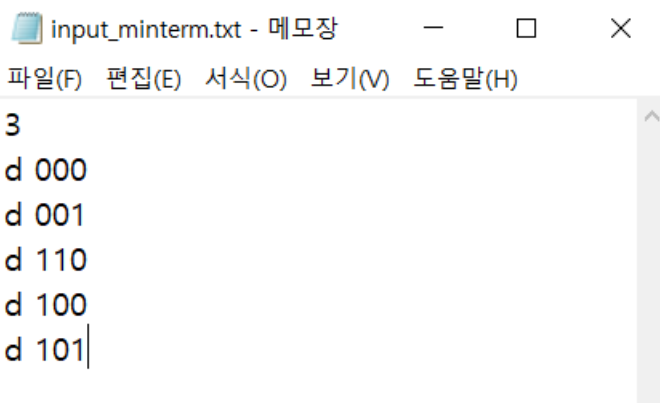 input_minterm.txt - 메모장
파일(F) 편집(E) 서식(O) 보기(V) 도움말(H)
3
d 000
d 001
d 110
d 100
d 101